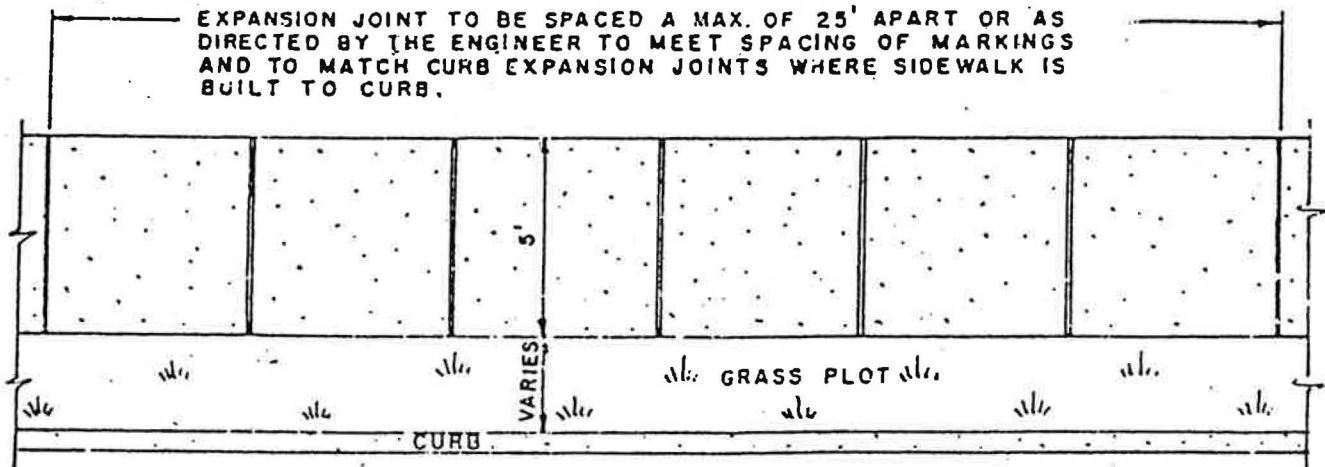 EXPANSION JOINT TO BE SPACED A MAX. OF 25' APART OR AS
DIRECTED BY THE ENGINEER TO MEET SPACING OF MARKINGS
AND TO MATCH CURB EXPANSION JOINTS WHERE SIDEWALK IS
BUILT TO CURB.
5'
VARIES
GRASS PLOT
CURB